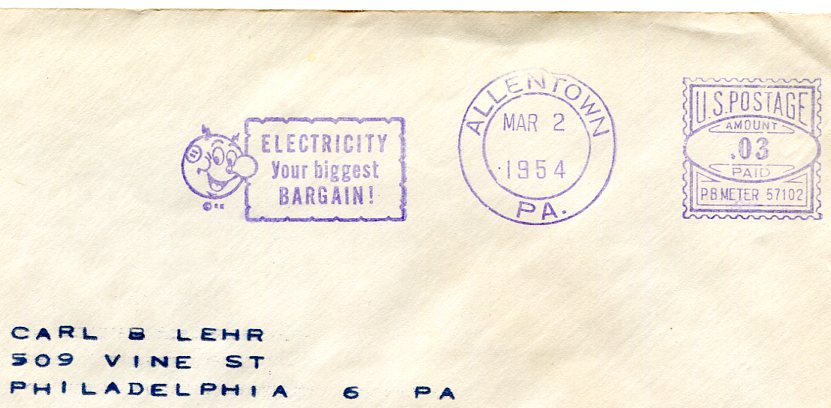 ELECTRICITY
Your biggest
BARGAIN!
ALLENTOWN
MAR 2
1954
PA.
U.S.POSTAGE
AMOUNT
.03
PAID
P.B.METER 57102
CARL B LEHR
509 VINE ST
PHILADELPHIA 6 PA